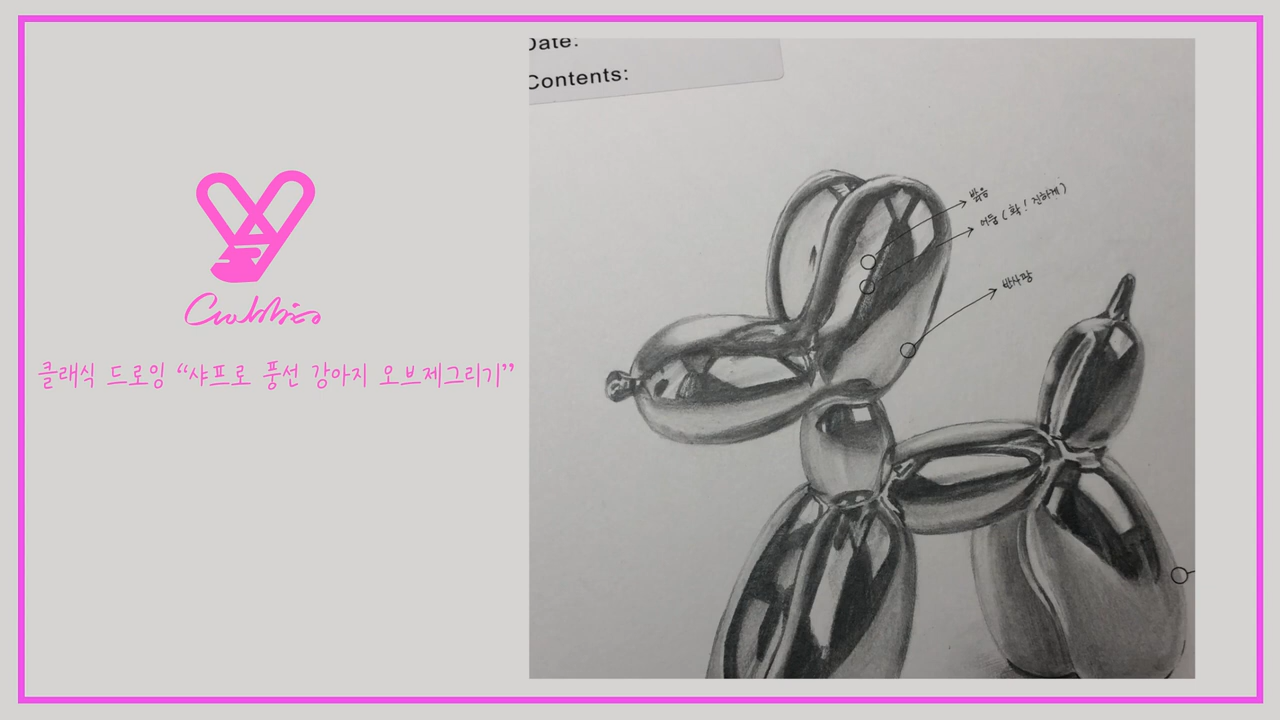 Date:
Contents:
밝음
어둠 (확! 진하게)
반사광
클래식 드로잉 “샤프로 풍선 강아지 오브제그리기”